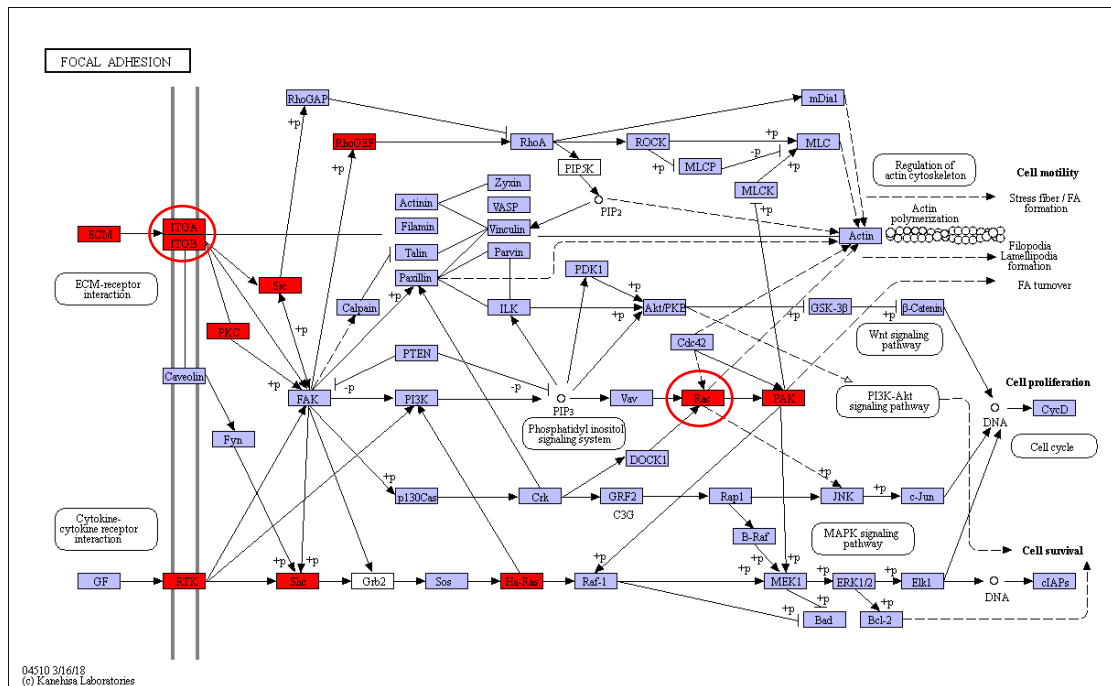 FOCAL ADHESION
RhoGAP
mDia1
+p
RhoGEF
RhoA
ROCK
+p
MLC
+p
-p
+p
+p
MLCP
PIP5K
MLCK
Regulation of
actin cytoskeleton
Cell motility
Zyxin
Actinin
VASP
PIP2
Stress fiber / FA
formation
ECM
ITGA
ITGB
Filamin
Vinculin
Actin
Actin
polymerization
Talin
Parvin
Filopodia
Lamellipodia
formation
ECM-receptor
interaction
Src
Paxillin
PDK1
FA turnover
+p
+p
Calpain
ILK
Akt/PKB
+p
GSK-3β
+p
β-Catenin
PKC
+p
+p
Cdc42
Wnt signaling
pathway
PTEN
Caveolin
+p
-p
-p
Cell proliferation
FAK
PI3K
PIP3
Vav
Rac
PAK
PI3K-Akt
signaling pathway
DNA
CycD
Phosphatidyl inositol
signaling system
Fyn
Cell cycle
DOCK1
+p
p130Cas
Crk
GRF2
Rap1
JNK
+p
c-Jun
C3G
Cytokine-
cytokine receptor
interaction
B-Raf
MAPK signaling
pathway
+p
+p
+p
+p
+p
Cell survival
GF
RTK
Shc
Grb2
Sos
Ha-Ras
Raf-1
MEK1
+p
ERK1/2
+p
Elk1
DNA
cIAPs
+p
+p
+p
Bad
Bcl-2
04510 3/16/18
(c) Kanehisa Laboratories